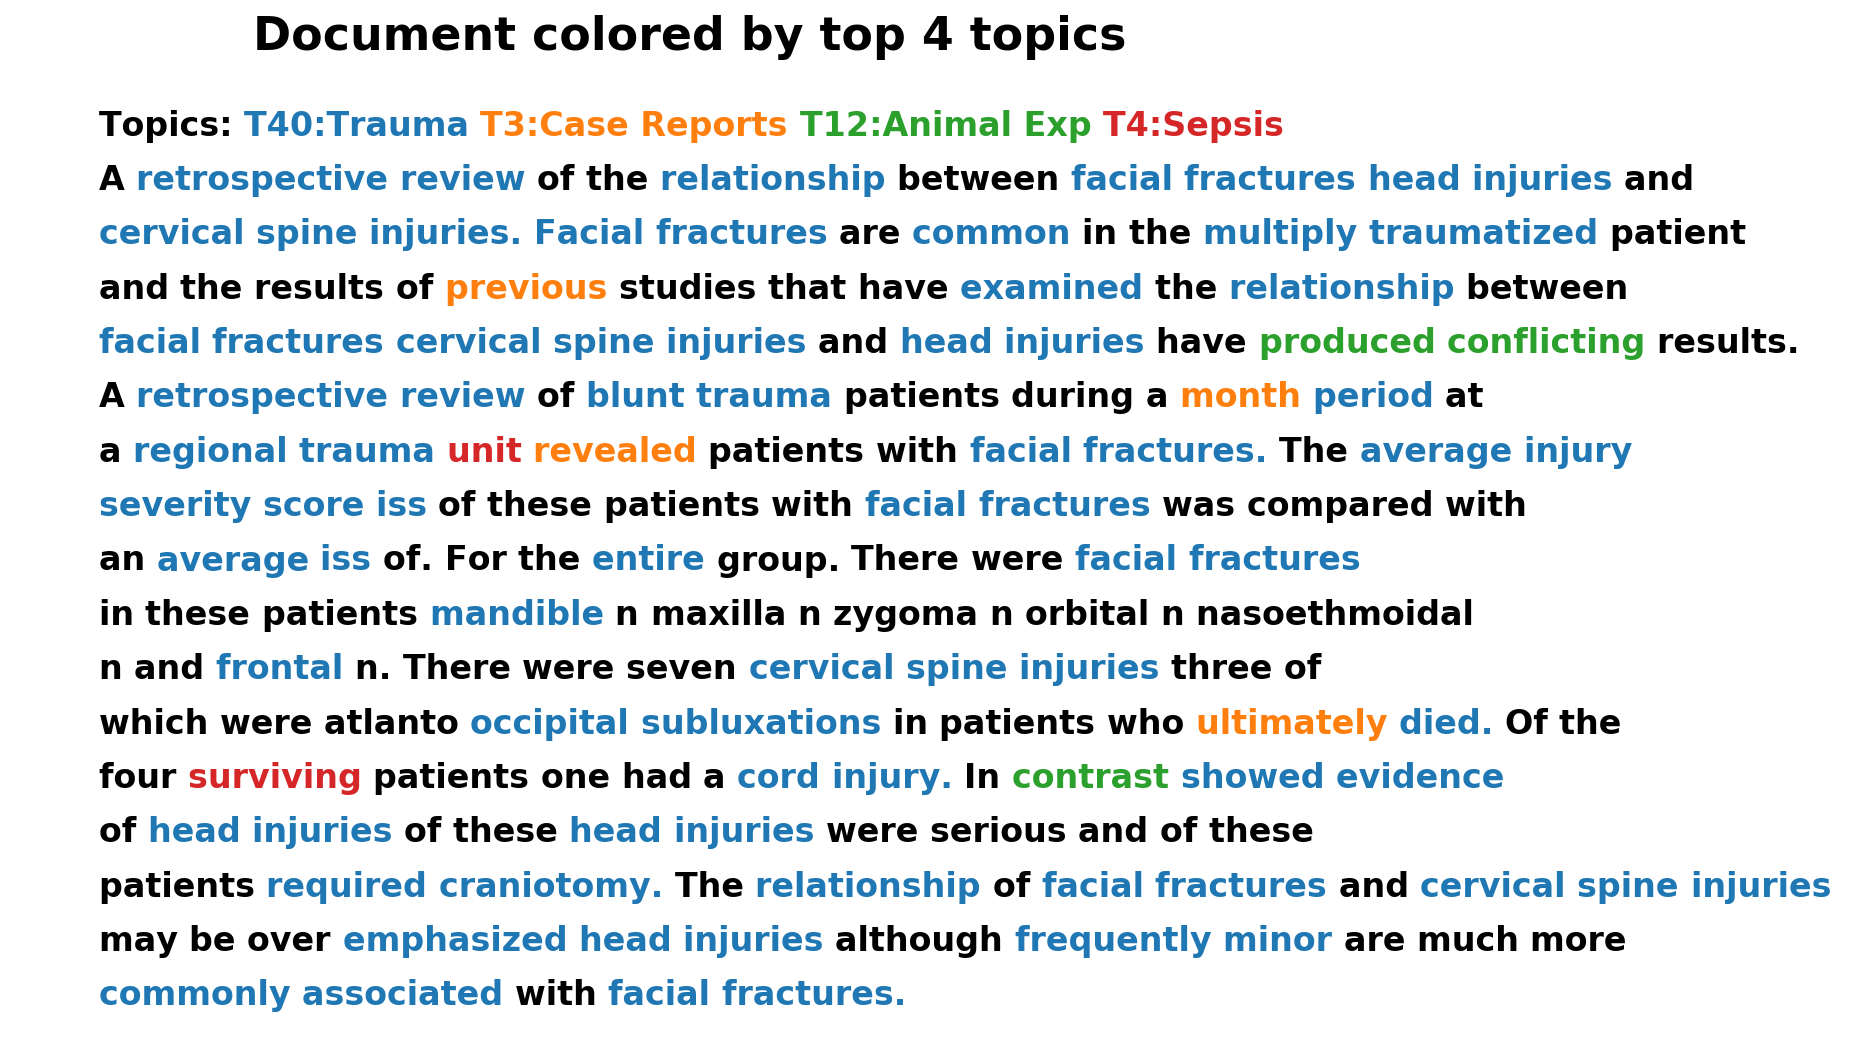 Document colored by top 4 topics
Topics: T40:Trauma T3:Case Reports T12:Animal Exp T4:Sepsis
A retrospective review of the relationship between facial fractures head injuries and
cervical spine injuries. Facial fractures are common in the multiply traumatized patient
and the results of previous studies that have examined the relationship between
facial fractures cervical spine injuries and head injuries have produced conflicting results.
A retrospective review of blunt trauma patients during a month period at
a regional trauma unit revealed patients with facial fractures. The average injury
severity score iss of these patients with facial fractures was compared with
an average iss of. For the entire group. There were facial fractures
in these patients mandible n maxilla n zygoma n orbital n nasoethmoidal
n and frontal n. There were seven cervical spine injuries three of
which were atlanto occipital subluxations in patients who ultimately died. Of the
four surviving patients one had a cord injury. In contrast showed evidence
of head injuries of these head injuries were serious and of these
patients required craniotomy. The relationship of facial fractures and cervical spine injuries
may be over emphasized head injuries although frequently minor are much more
commonly associated with facial fractures.